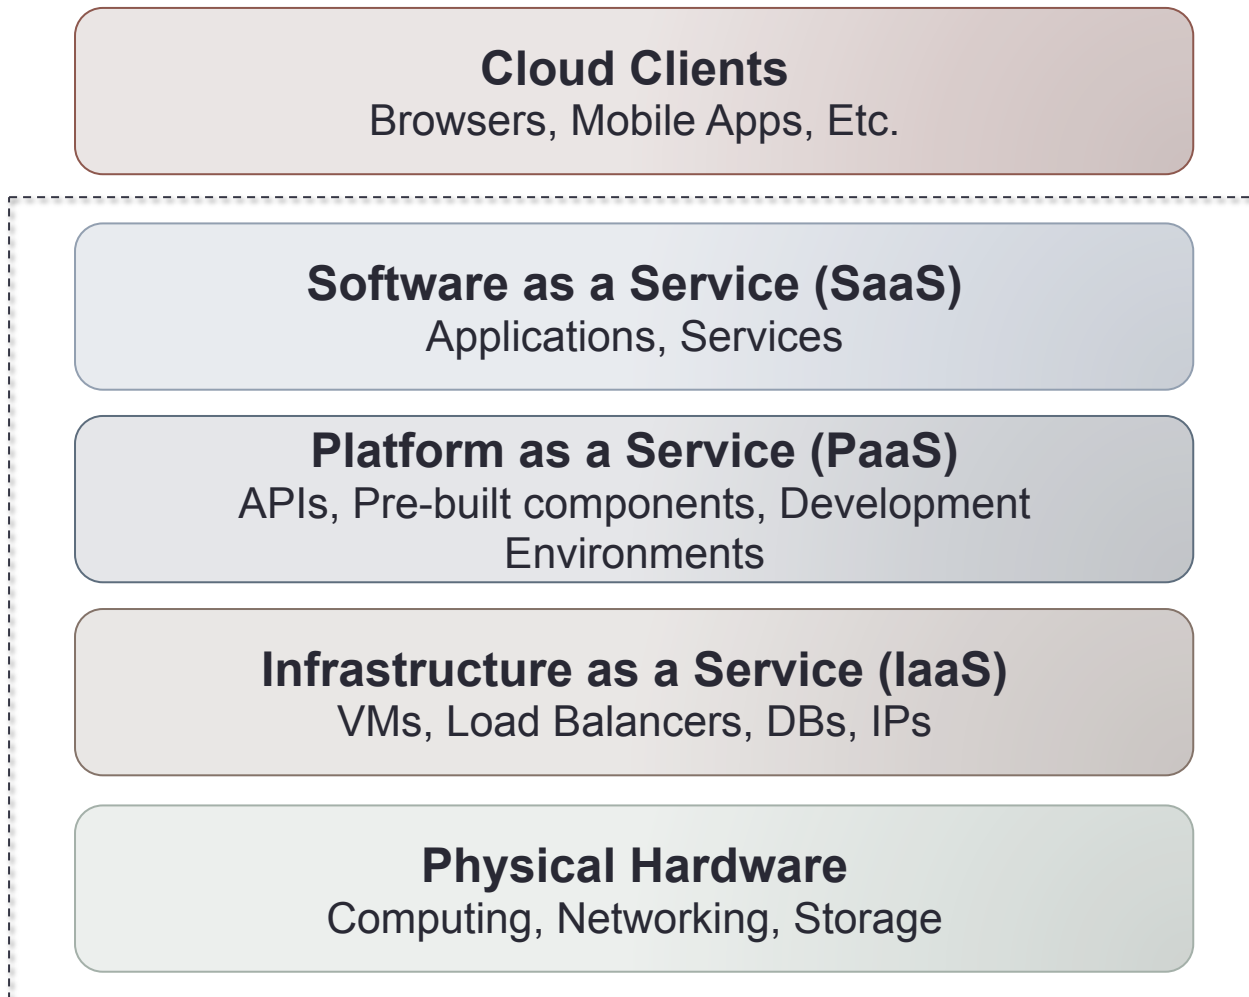 Cloud Clients
Browsers, Mobile Apps, Etc.
Software as a Service (SaaS)
Applications, Services
Platform as a Service (PaaS)
APIs, Pre-built components, Development
Environments
Infrastructure as a Service (IaaS)
VMs, Load Balancers, DBs, IPs
Physical Hardware
Computing, Networking, Storage